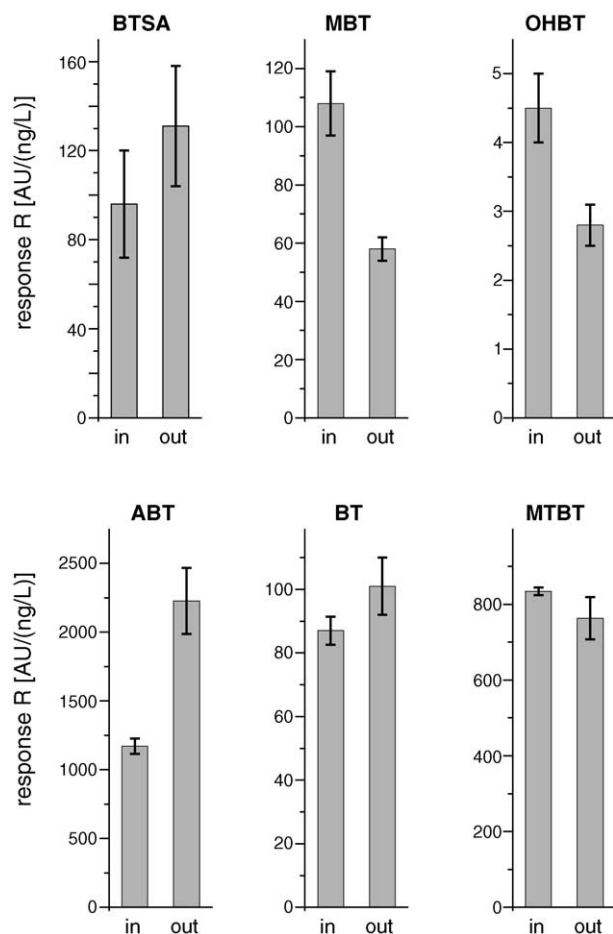 BTSA
MBT
OHBT
response R [AU/(ng/L)]
160
120
80
40
0
in out
120
100
80
60
40
20
0
in out
5
4
3
2
1
0
in out
ABT
BT
MTBT
response R [AU/(ng/L)]
2500
2000
1500
1000
500
0
in out
100
80
60
40
20
0
in out
800
600
400
200
0
in out